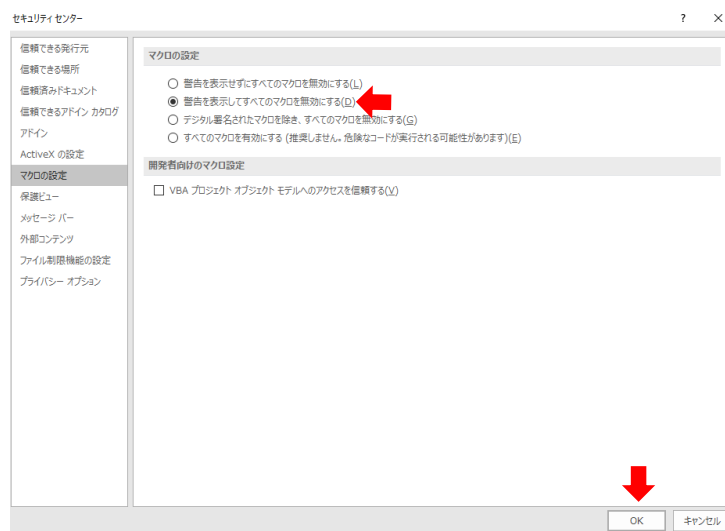 セキュリティ センター
? ×
信頼できる発行元
信頼できる場所
信頼済みドキュメント
信頼できるアドイン カタログ
アドイン
ActiveX の設定
マクロの設定
保護ビュー
メッセージ バー
外部コンテンツ
ファイル制限機能の設定
プライバシー オプション
マクロの設定
警告を表示せずにすべてのマクロを無効にする(L)
警告を表示してすべてのマクロを無効にする(D)
デジタル署名されたマクロを除き、すべてのマクロを無効にする(G)
すべてのマクロを有効にする (推奨しません。危険なコードが実行される可能性があります)(E)
開発者向けのマクロ設定
VBA プロジェクト オブジェクト モデルへのアクセスを信頼する(V)
OK
キャンセル